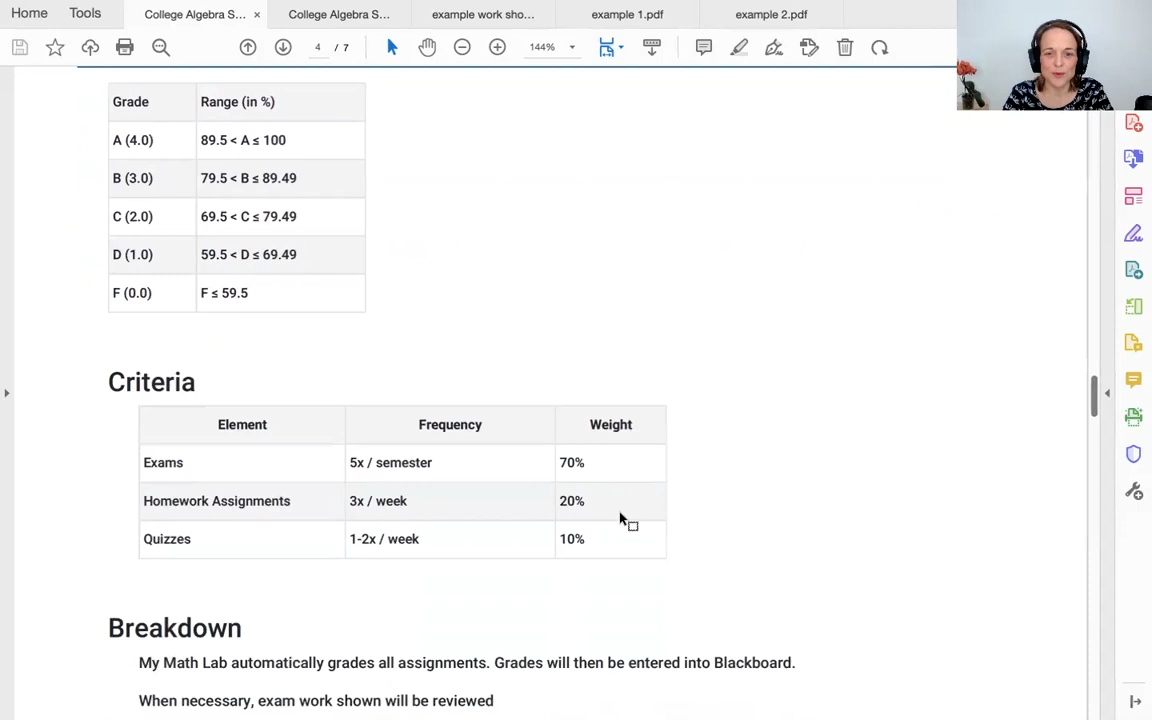 Home Tools College Algebra S... × College Algebra S... example work sho... example 1.pdf example 2.pdf
4 / 7 144%
Grade Range (in %)
A (4.0) 89.5 < A ≤ 100
B (3.0) 79.5 < B ≤ 89.49
C (2.0) 69.5 < C ≤ 79.49
D (1.0) 59.5 < D ≤ 69.49
F (0.0) F ≤ 59.5
Criteria
Element Frequency Weight
Exams 5x / semester 70%
Homework Assignments 3x / week 20%
Quizzes 1-2x / week 10%
Breakdown
My Math Lab automatically grades all assignments. Grades will then be entered into Blackboard.
When necessary, exam work shown will be reviewed